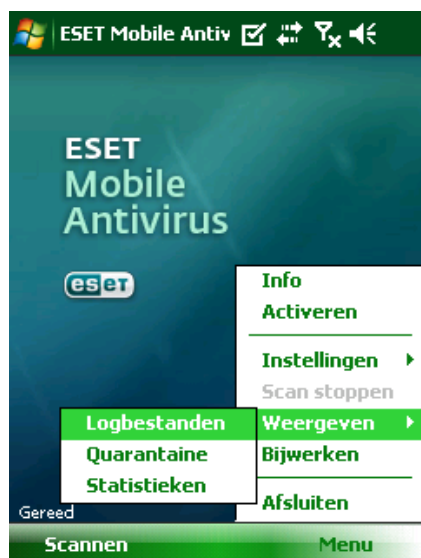 ESET Mobile Antiv
ESET
Mobile
Antivirus
eset
Info
Activeren
Instellingen
Scan stoppen
Weergeven
Bijwerken
Afsluiten
Logbestanden
Quarantaine
Statistieken
Gereed
Scannen
Menu